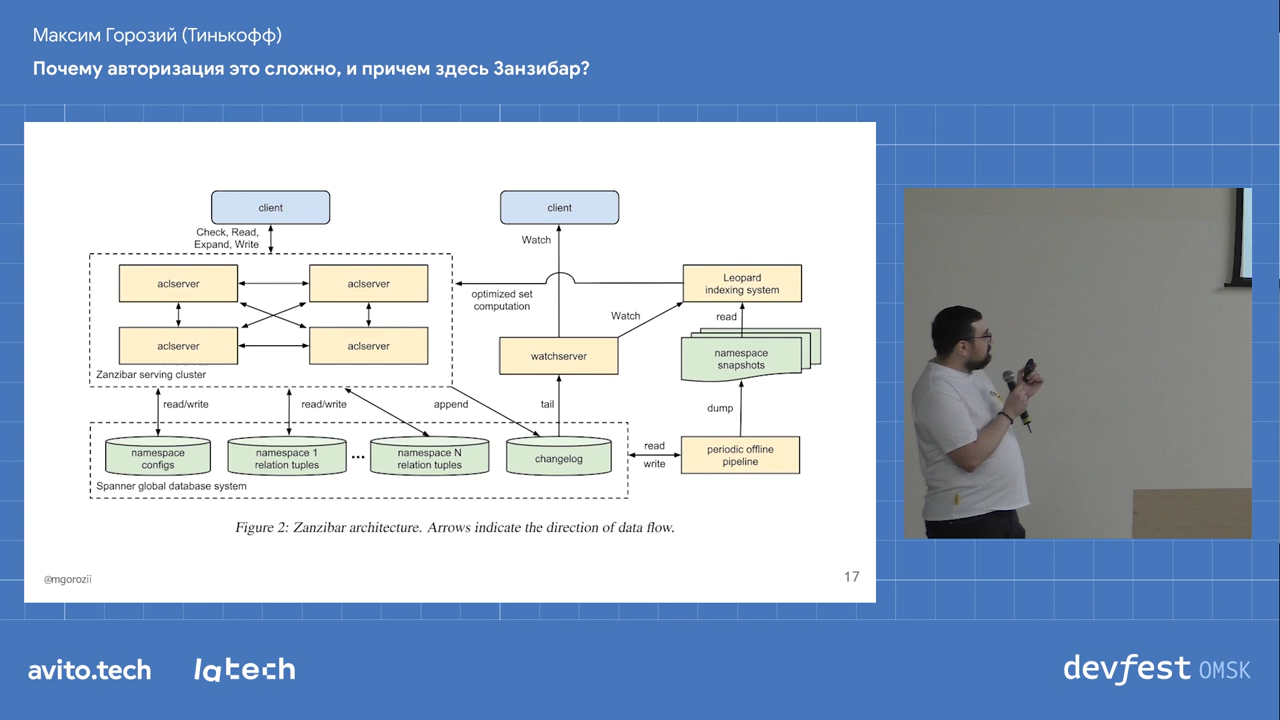 Максим Горозий (Тинькофф)
Почему авторизация это сложно, и причем здесь Занзибар?
client
client
Check, Read,
Expand, Write
Watch
aclserver
aclserver
Leopard
indexing system
optimized set
computation
Watch
read
aclserver
aclserver
watchserver
namespace
snapshots
Zanzibar serving cluster
read/write
read/write
append
tail
dump
namespace
configs
namespace 1
relation tuples
...
namespace N
relation tuples
changelog
read
write
periodic offline
pipeline
Spanner global database system
Figure 2: Zanzibar architecture. Arrows indicate the direction of data flow.
@mgorozii
17
avito.tech
latech
devfest OMSK